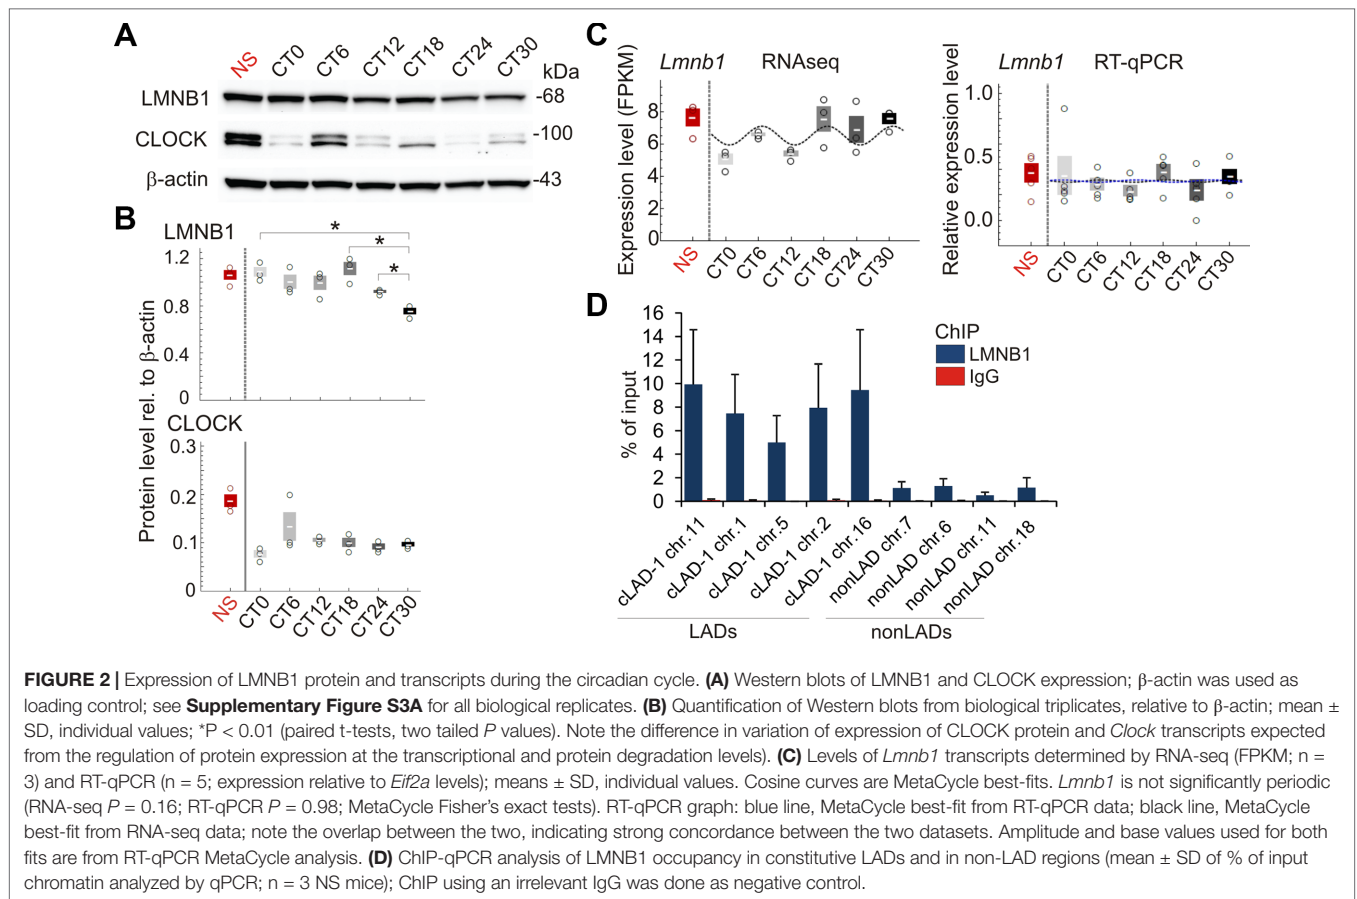 A
NS CT0 CT6 CT12 CT18 CT24 CT30 kDa
LMNB1 -68
CLOCK -100
β-actin -43
B
LMNB1
* * *
1.2
0.8
0.4
0
Protein level rel. to β-actin
CLOCK
0.3
0.2
0.1
0
NS CT0 CT6 CT12 CT18 CT24 CT30
C
Lmnb1 RNAseq
Expression level (FPKM)
8
6
4
2
0
NS CT0 CT6 CT12 CT18 CT24 CT30
Lmnb1 RT-qPCR
Relative expression level
1.0
0.5
0.0
NS CT0 CT6 CT12 CT18 CT24 CT30
D
% of input
16
14
12
10
8
6
4
2
0
ChIP
LMNB1
IgG
cLAD-1 chr.11 cLAD-1 chr.1 cLAD-1 chr.5 cLAD-1 chr.2 cLAD-1 chr.16 nonLAD chr.7 nonLAD chr.6 nonLAD chr.11 nonLAD chr.18
LADs nonLADs
FIGURE 2 | Expression of LMNB1 protein and transcripts during the circadian cycle. (A) Western blots of LMNB1 and CLOCK expression; β-actin was used as
loading control; see Supplementary Figure S3A for all biological replicates. (B) Quantification of Western blots from biological triplicates, relative to β-actin; mean ±
SD, individual values; *P < 0.01 (paired t-tests, two tailed P values). Note the difference in variation of expression of CLOCK protein and Clock transcripts expected
from the regulation of protein expression at the transcriptional and protein degradation levels). (C) Levels of Lmnb1 transcripts determined by RNA-seq (FPKM; n =
3) and RT-qPCR (n = 5; expression relative to Eif2a levels); means ± SD, individual values. Cosine curves are MetaCycle best-fits. Lmnb1 is not significantly periodic
(RNA-seq P = 0.16; RT-qPCR P = 0.98; MetaCycle Fisher's exact tests). RT-qPCR graph: blue line, MetaCycle best-fit from RT-qPCR data; black line, MetaCycle
best-fit from RNA-seq data; note the overlap between the two, indicating strong concordance between the two datasets. Amplitude and base values used for both
fits are from RT-qPCR MetaCycle analysis. (D) ChIP-qPCR analysis of LMNB1 occupancy in constitutive LADs and in non-LAD regions (mean ± SD of % of input
chromatin analyzed by qPCR; n = 3 NS mice); ChIP using an irrelevant IgG was done as negative control.